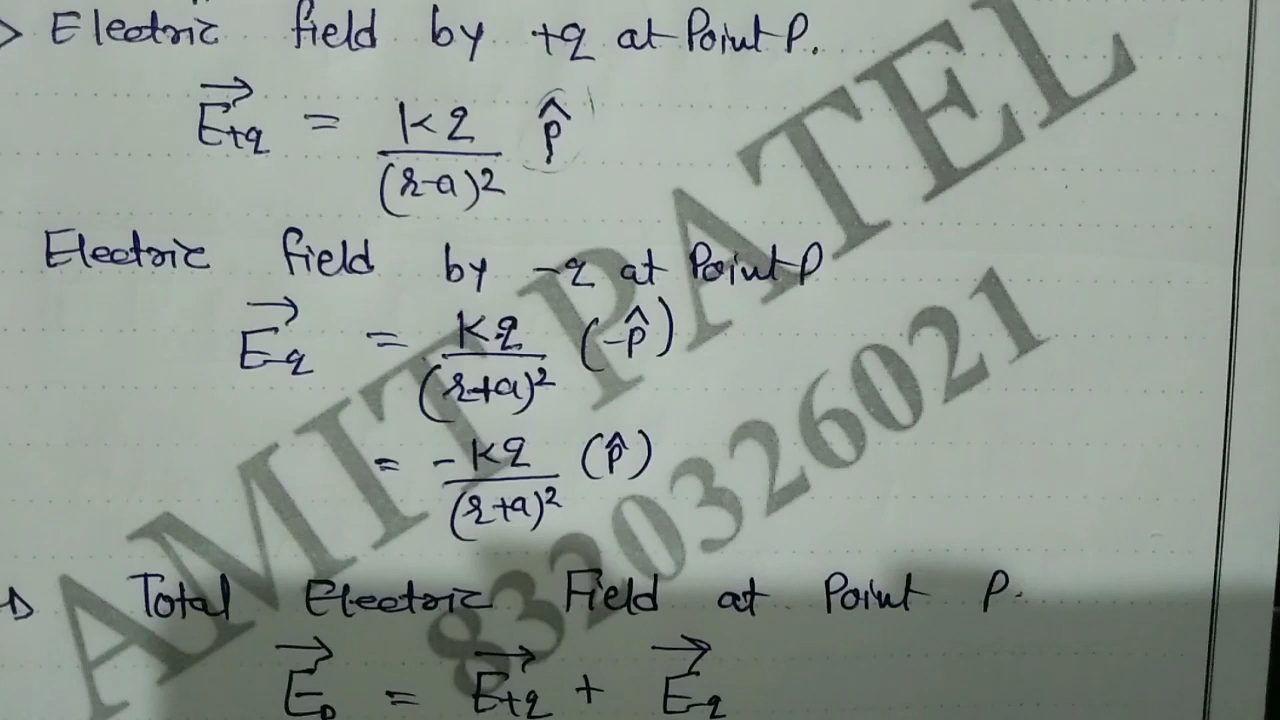 > Electric field by +q at Point P.
E⃗+q = kq / (r-a)² p̂
Electric field by -q at Point P
E⃗-q = kq / (r+a)² (-p̂)
= -kq / (r+a)² (p̂)
Total Electric Field at Point P.
E⃗p = E⃗+q + E⃗-q
AMIT PATEL
8320326021